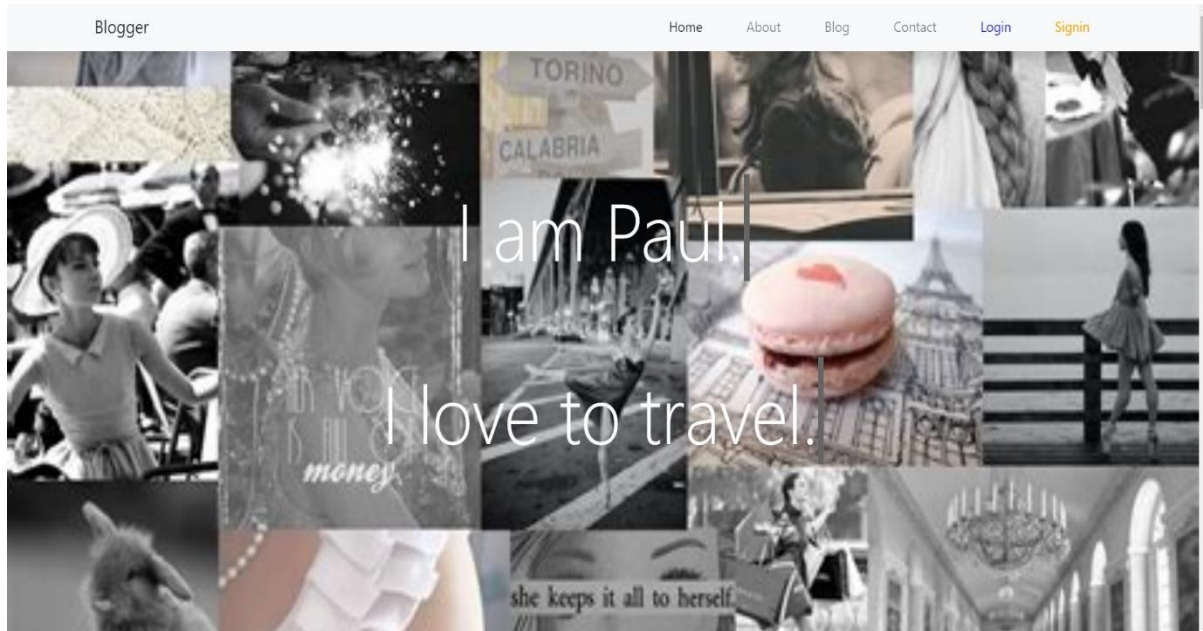 Blogger Home About Blog Contact Login Signin
TORINO
CALABRIA
I am Paul.
I love to travel.
money
she keeps it all to herself.